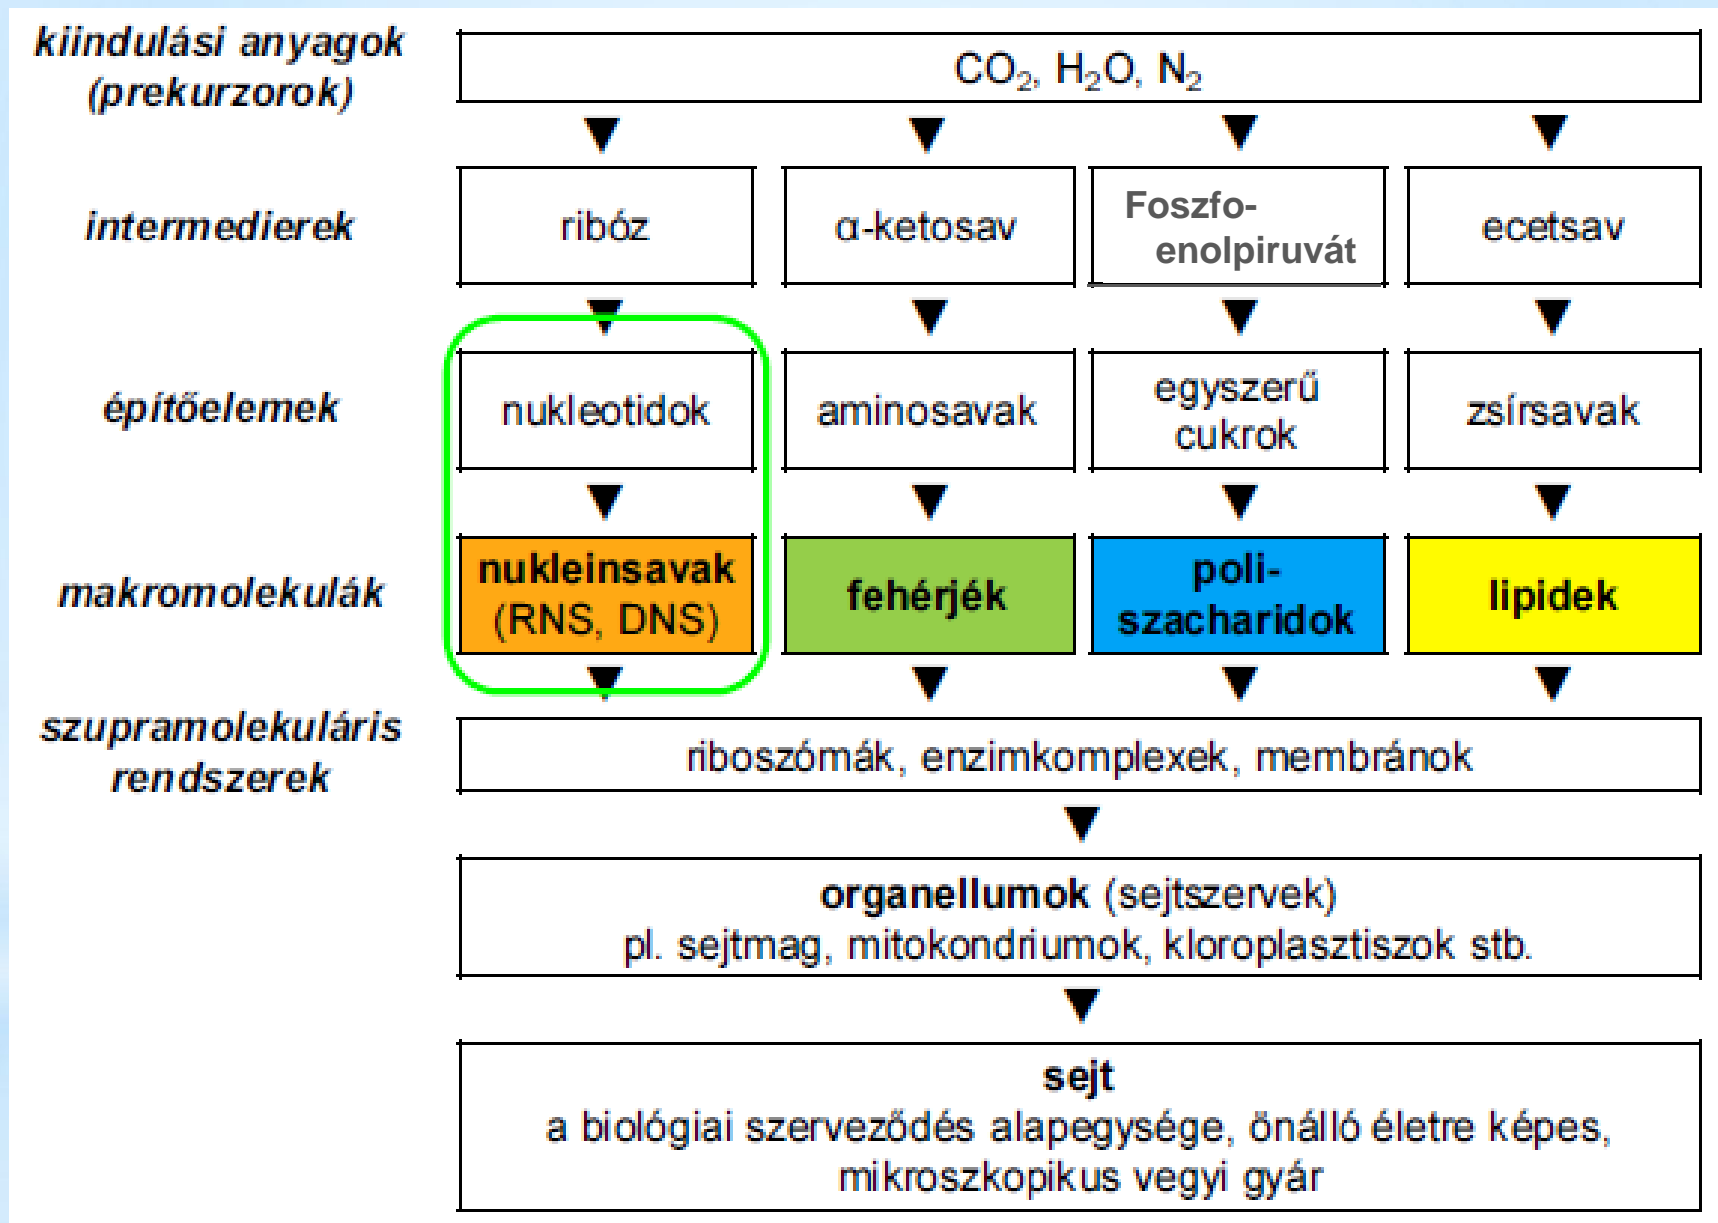 kiindulási anyagok
(prekurzorok)
CO₂, H₂O, N₂
intermedierek
ribóz
α-ketosav
Foszfo-
enolpiruvát
ecetsav
építőelemek
nukleotidok
aminosavak
egyszerű
cukrok
zsírsavak
makromolekulák
nukleinsavak
(RNS, DNS)
fehérjék
poli-
szacharidok
lipidek
szupramolekuláris
rendszerek
riboszómák, enzimkomplexek, membránok
organellumok (sejtszervek)
pl. sejtmag, mitokondriumok, kloroplasztiszok stb.
sejt
a biológiai szerveződés alapegysége, önálló életre képes,
mikroszkopikus vegyi gyár